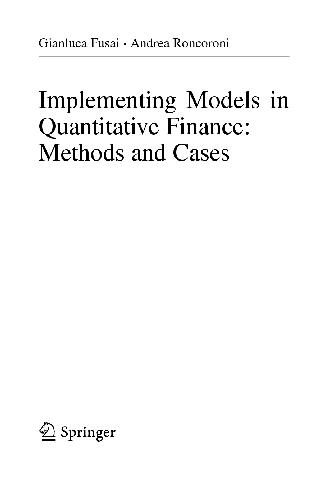 Gianluca Fusai · Andrea Roncoroni
Implementing Models in
Quantitative Finance:
Methods and Cases
Springer